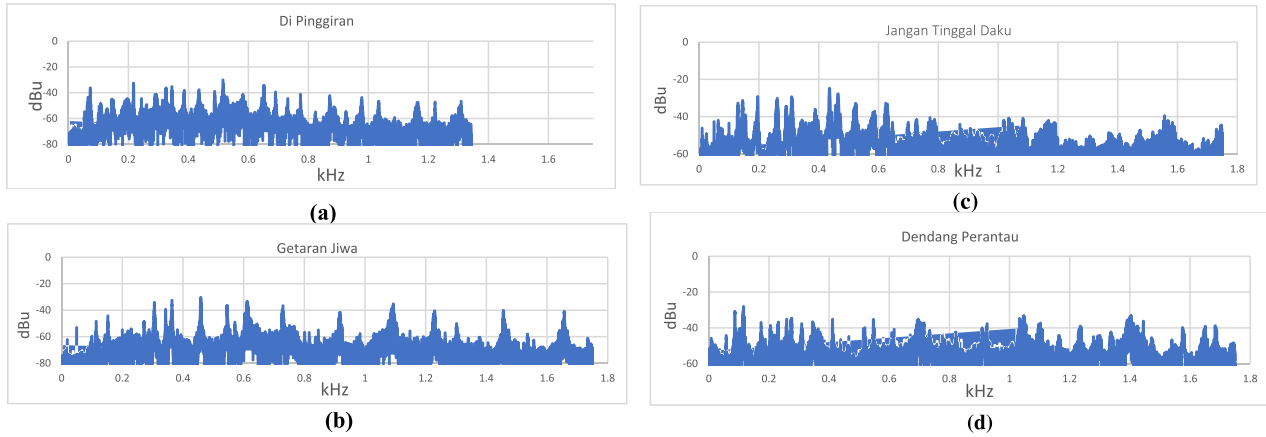 Di Pinggiran
0
-20
-40
-60
-80
dBu
0 0.2 0.4 0.6 0.8 1 1.2 1.4 1.6
kHz
(a)
Getaran Jiwa
0
-20
-40
-60
-80
dBu
0 0.2 0.4 0.6 0.8 1 1.2 1.4 1.6 1.8
kHz
(b)
Jangan Tinggal Daku
0
-20
-40
-60
dBu
0 0.2 0.4 0.6 0.8 1 1.2 1.4 1.6 1.8
kHz
(c)
Dendang Perantau
0
-20
-40
-60
dBu
0 0.2 0.4 0.6 0.8 1 1.2 1.4 1.6 1.8
kHz
(d)